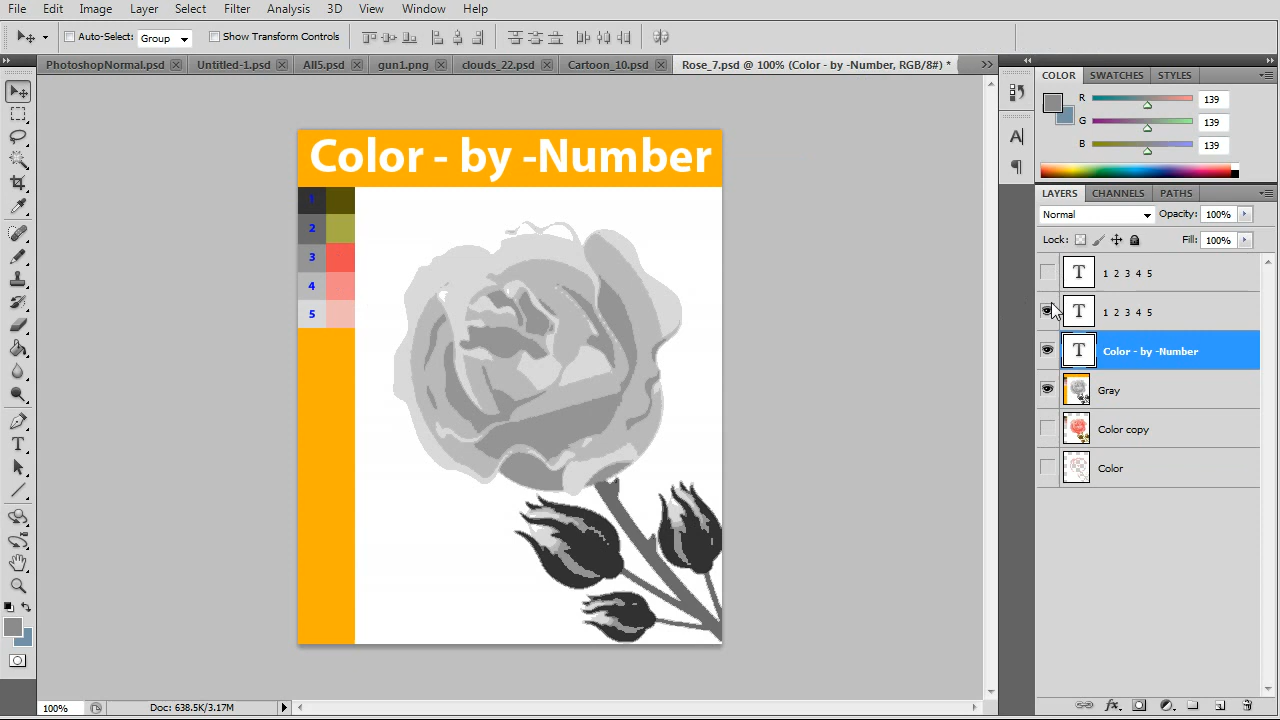 File Edit Image Layer Select Filter Analysis 3D View Window Help
Auto-Select: Group Show Transform Controls
PhotoshopNormal.psd Untitled-1.psd All5.psd gun1.png clouds_22.psd Cartoon_10.psd Rose_7.psd @ 100% (Color - by -Number, RGB/8#) *
COLOR SWATCHES STYLES
R 139
G 139
B 139
LAYERS CHANNELS PATHS
Normal Opacity: 100%
Lock: Fill: 100%
T 1 2 3 4 5
T 1 2 3 4 5
T Color - by -Number
Gray
Color copy
Color
Color - by -Number
1
2
3
4
5
100% Doc: 638.5K/3.17M